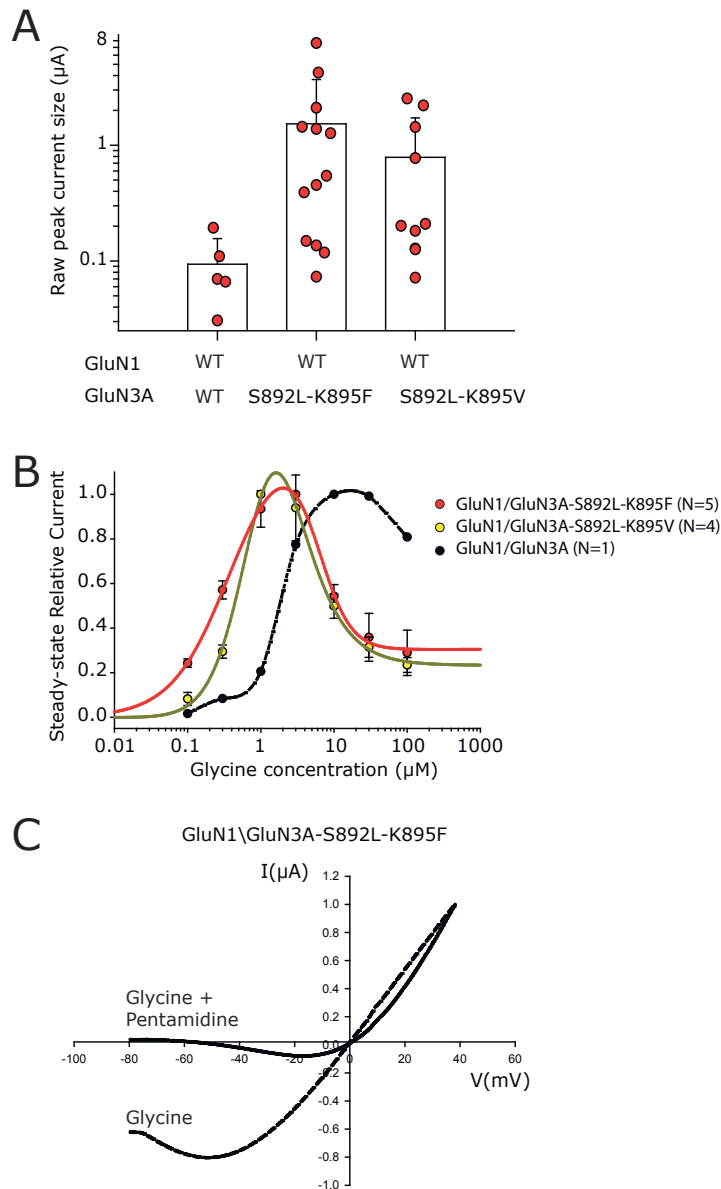 A
Raw peak current size (µA)
8
1
0.1
GluN1 WT WT WT
GluN3A WT S892L-K895F S892L-K895V
B
Steady-state Relative Current
1.0
0.8
0.6
0.4
0.2
0.0
0.01 0.1 1 10 100 1000
Glycine concentration (µM)
GluN1/GluN3A-S892L-K895F (N=5)
GluN1/GluN3A-S892L-K895V (N=4)
GluN1/GluN3A (N=1)
C
GluN1\GluN3A-S892L-K895F
I(µA)
1.2
1.0
0.8
0.6
0.4
0.2
0.0
-0.2
-0.4
-0.6
-0.8
-1.0
-100 -80 -60 -40 -20 0 20 40 60
V(mV)
Glycine +
Pentamidine
Glycine